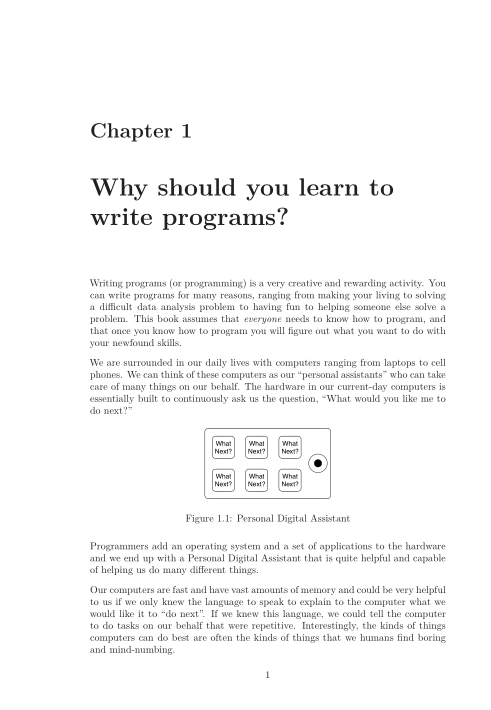 Chapter 1
Why should you learn to
write programs?
Writing programs (or programming) is a very creative and rewarding activity. You
can write programs for many reasons, ranging from making your living to solving
a difficult data analysis problem to having fun to helping someone else solve a
problem. This book assumes that everyone needs to know how to program, and
that once you know how to program you will figure out what you want to do with
your newfound skills.
We are surrounded in our daily lives with computers ranging from laptops to cell
phones. We can think of these computers as our “personal assistants” who can take
care of many things on our behalf. The hardware in our current-day computers is
essentially built to continuously ask us the question, “What would you like me to
do next?”
What What What
Next? Next? Next?
What What What
Next? Next? Next?
Figure 1.1: Personal Digital Assistant
Programmers add an operating system and a set of applications to the hardware
and we end up with a Personal Digital Assistant that is quite helpful and capable
of helping us do many different things.
Our computers are fast and have vast amounts of memory and could be very helpful
to us if we only knew the language to speak to explain to the computer what we
would like it to “do next”. If we knew this language, we could tell the computer
to do tasks on our behalf that were repetitive. Interestingly, the kinds of things
computers can do best are often the kinds of things that we humans find boring
and mind-numbing.
1